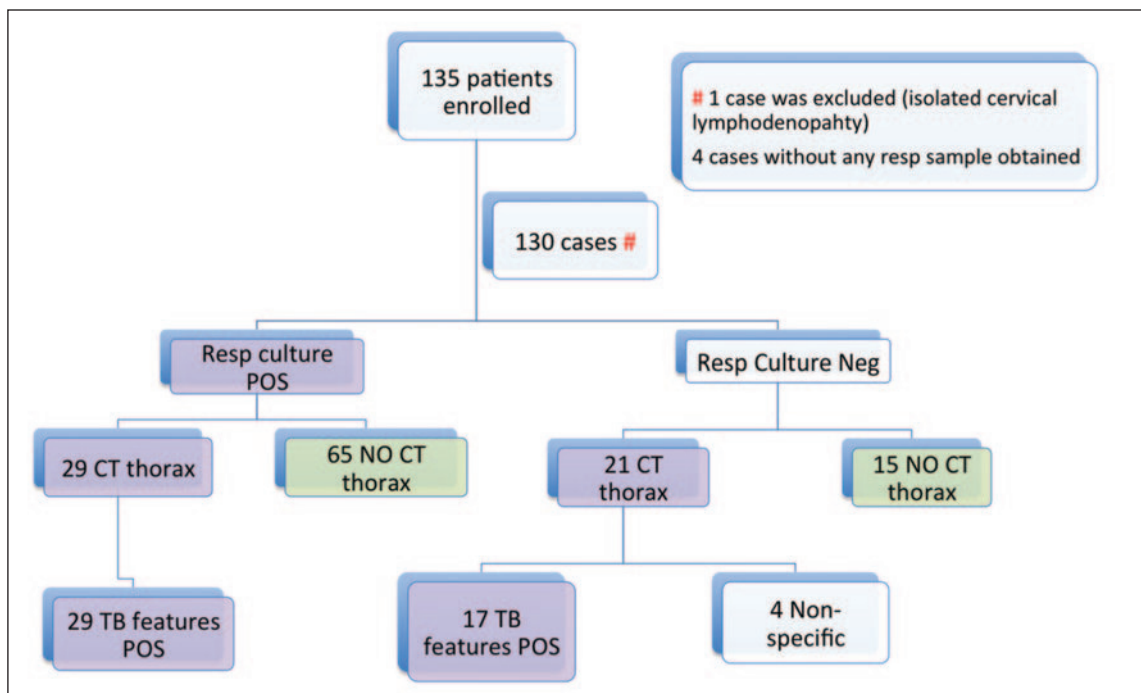 135 patients
enrolled
# 1 case was excluded (isolated cervical
lymphodenopahty)
4 cases without any resp sample obtained
130 cases #
Resp culture
POS
Resp Culture Neg
29 CT thorax
65 NO CT
thorax
21 CT
thorax
15 NO CT
thorax
29 TB features
POS
17 TB
features POS
4 Non-
specific